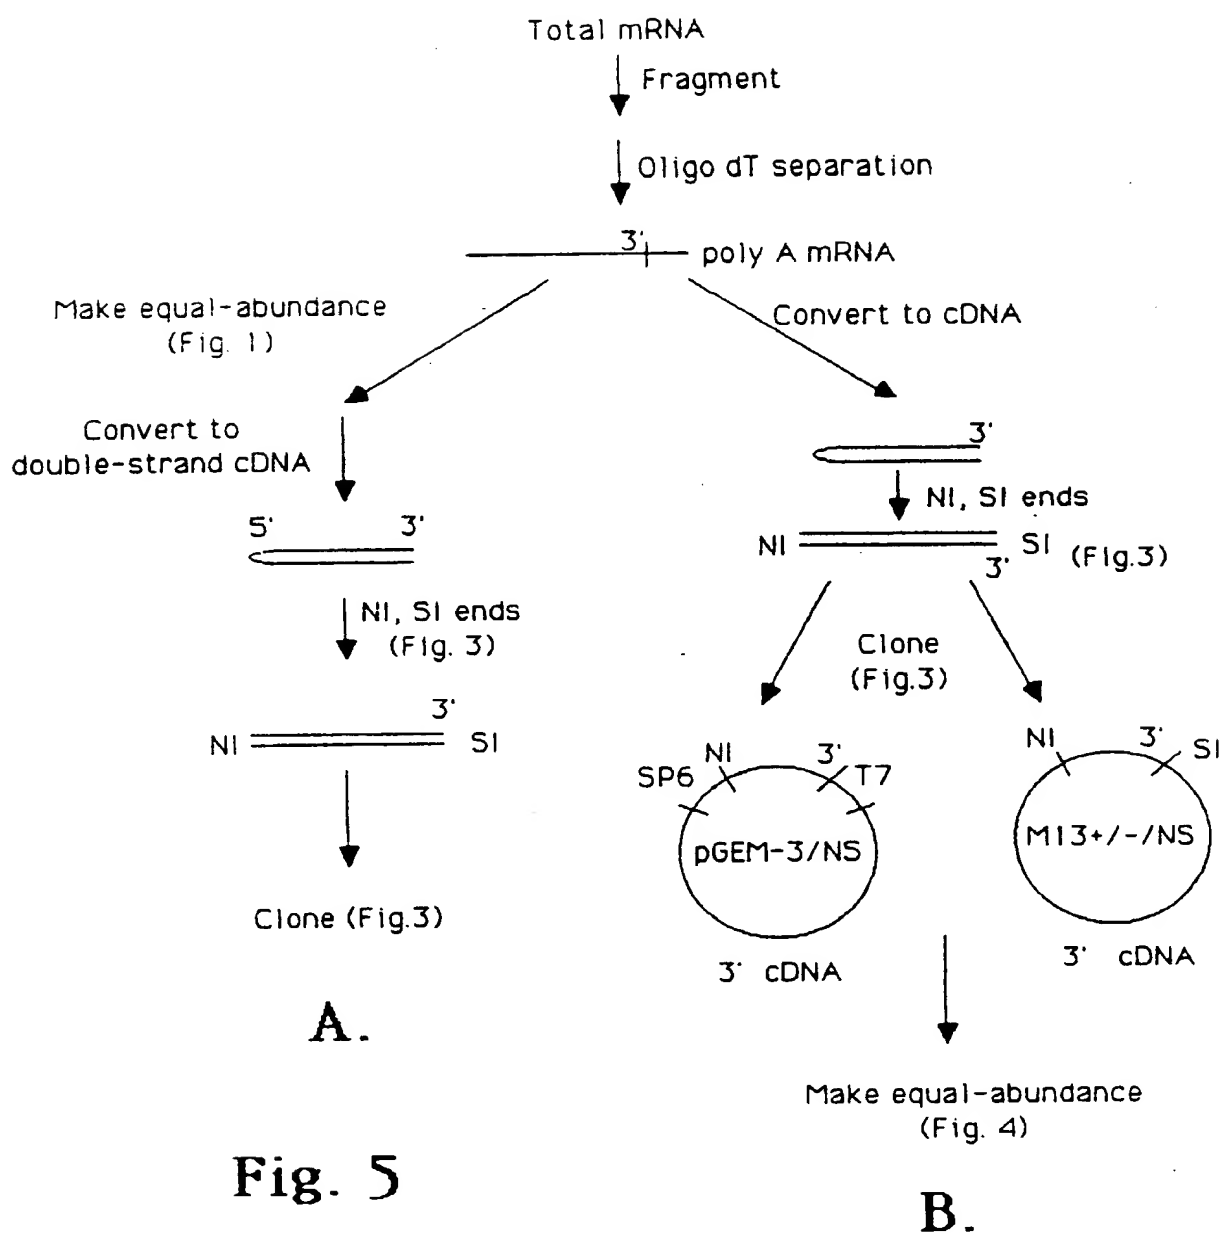 Total mRNA
Fragment
Oligo dT separation
3'
poly A mRNA
Make equal-abundance
(Fig. 1)
Convert to cDNA
Convert to
double-strand cDNA
5' 3'
NI, SI ends
(Fig. 3)
3'
NI SI
Clone (Fig.3)
A.
3'
NI, SI ends
NI SI (Fig.3)
3'
Clone
(Fig.3)
SP6 NI 3' T7
pGEM-3/NS
3' cDNA
NI 3' SI
M13+/-/NS
3' cDNA
Make equal-abundance
(Fig. 4)
B.
Fig. 5